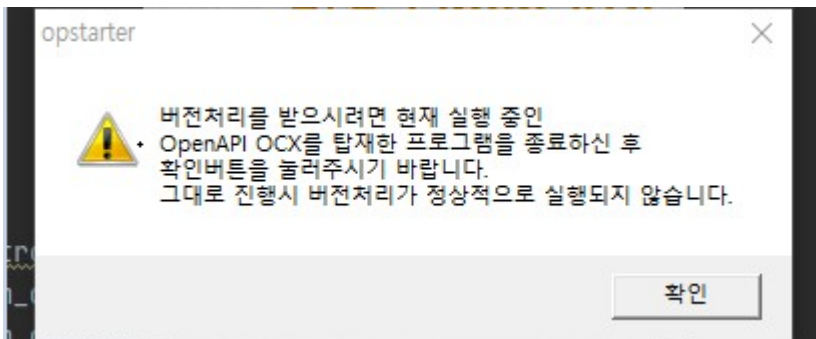 opstarter
버전처리를 받으시려면 현재 실행 중인
OpenAPI OCX를 탑재한 프로그램을 종료하신 후
확인버튼을 눌러주시기 바랍니다.
그대로 진행시 버전처리가 정상적으로 실행되지 않습니다.
확인